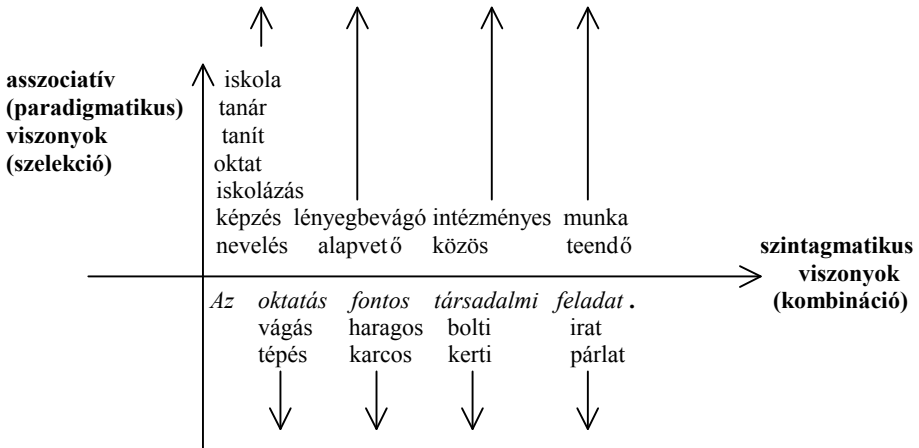 asszociatív
(paradigmatikus)
viszonyok
(szelekció)
iskola
tanár
tanít
oktat
iskolázás
képzés lényegbevágó intézményes munka
nevelés alapvető közös teendő
szintagmatikus
viszonyok
(kombináció)
Az oktatás fontos társadalmi feladat .
vágás haragos bolti irat
tépés karcos kerti párlat